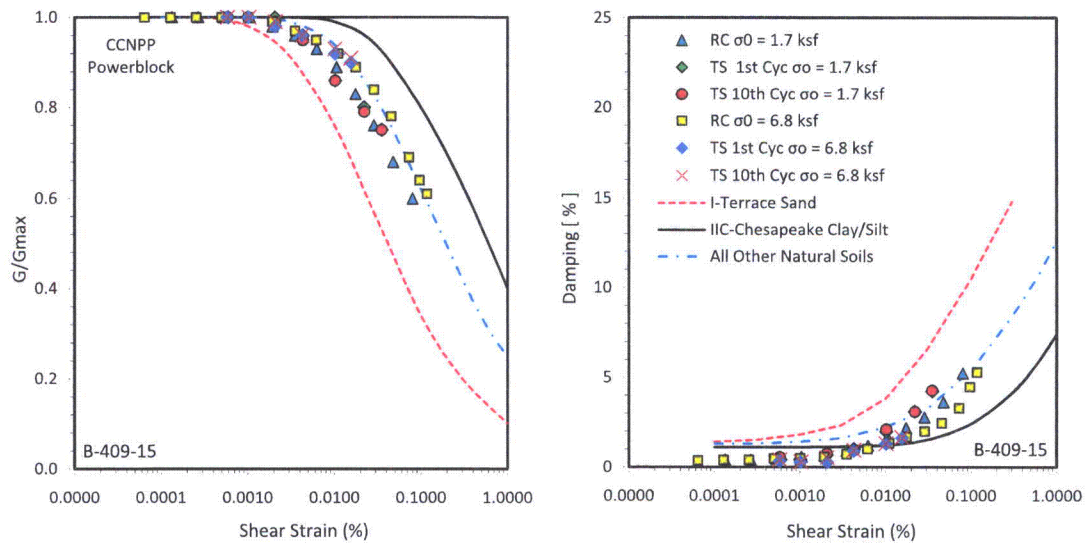 1.0
0.8
0.6
0.4
0.2
0.0
G/Gmax
CCNPP
Powerblock
B-409-15
0.00000 0.0001 0.0010 0.0100 0.1000 1.0000
Shear Strain (%)
25
20
15
10
5
0
Damping [ % ]
RC σ0 = 1.7 ksf
TS 1st Cyc σo = 1.7 ksf
TS 10th Cyc σo = 1.7 ksf
RC σ0 = 6.8 ksf
TS 1st Cyc σo = 6.8 ksf
TS 10th Cyc σo = 6.8 ksf
I-Terrace Sand
IIC-Chesapeake Clay/Silt
All Other Natural Soils
B-409-15
0.00000 0.0001 0.0010 0.0100 0.1000 1.0000
Shear Strain (%)